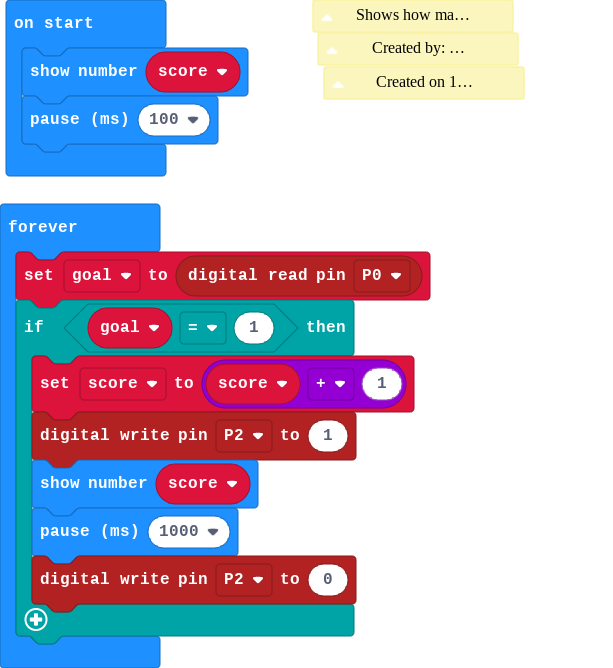 on start
show number score
pause (ms) 100
Shows how ma…
Created by: …
Created on 1…
forever
set goal to digital read pin P0
if goal = 1 then
set score to score + 1
digital write pin P2 to 1
show number score
pause (ms) 1000
digital write pin P2 to 0